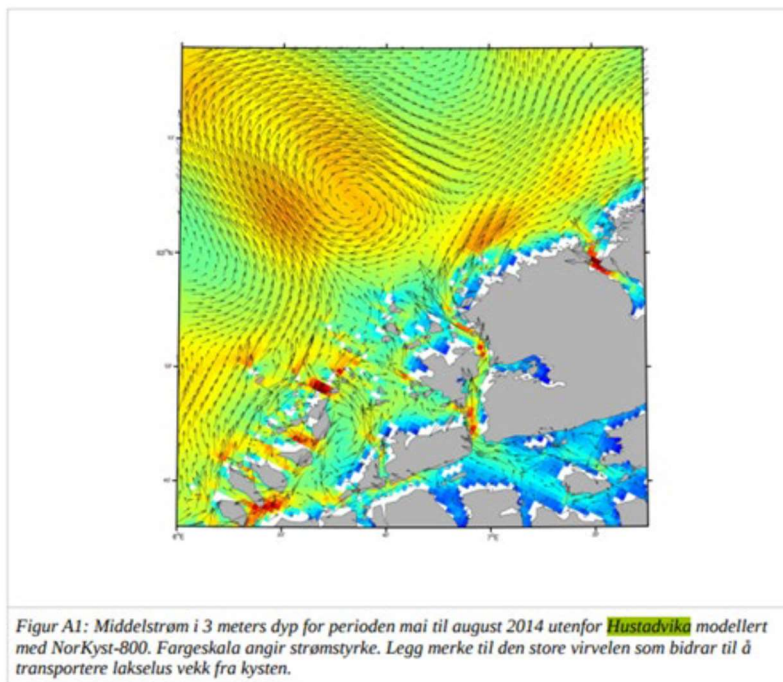 Figur A1: Middelstrøm i 3 meters dyp for perioden mai til august 2014 utenfor Hustadvika modellert
med NorKyst-800. Fargeskala angir strømstyrke. Legg merke til den store virvelen som bidrar til å
transportere lakselus vekk fra kysten.